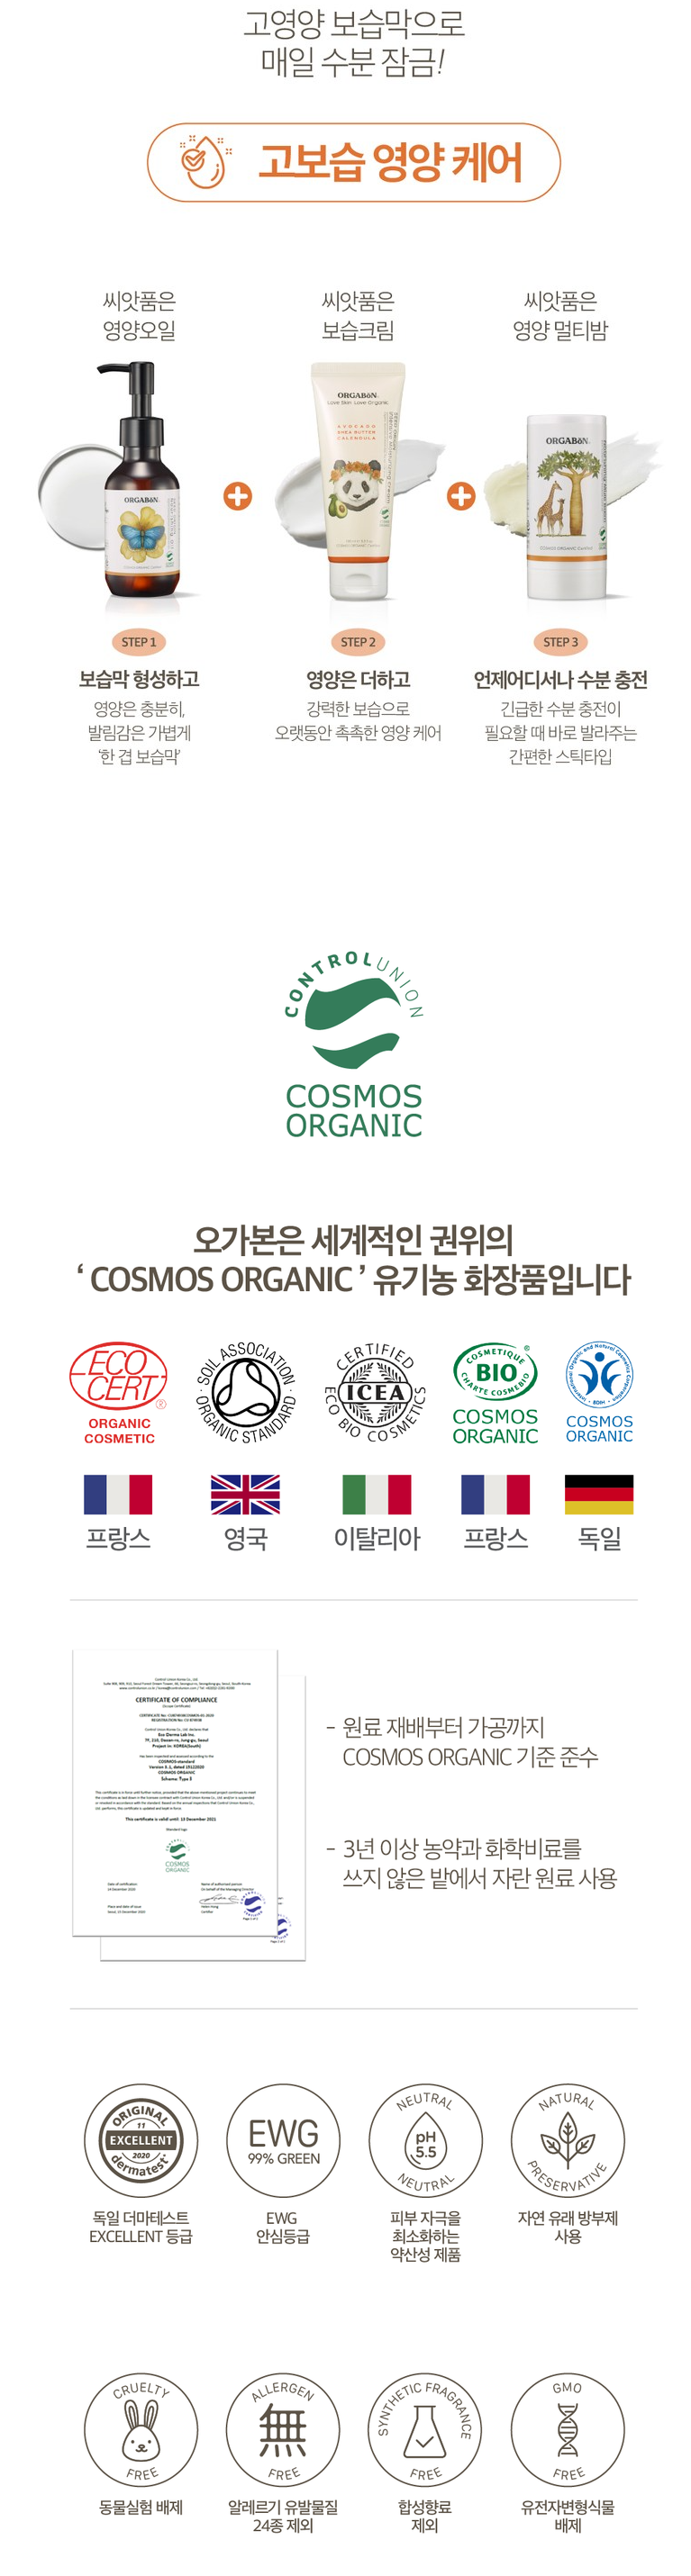 고영양 보습막으로
매일 수분 잠금!
고보습 영양 케어
씨앗품은
영양오일
씨앗품은
보습크림
씨앗품은
영양 멀티밤
ORGABôN.
ORGABôN.
Love Skin Love Organic
AVOCADO
SHEA BUTTER
CALENDULA
ORGABôN.
STEP 1
보습막 형성하고
영양은 충분히,
발림감은 가볍게
‘한 겹 보습막’
STEP 2
영양은 더하고
강력한 보습으로
오랫동안 촉촉한 영양 케어
STEP 3
언제어디서나 수분 충전
긴급한 수분 충전이
필요할 때 바로 발라주는
간편한 스틱타입
CONTROL UNION
COSMOS
ORGANIC
오가본은 세계적인 권위의
‘ COSMOS ORGANIC ’ 유기농 화장품입니다
ECO
CERT®
ORGANIC
COSMETIC
SOIL ASSOCIATION
ORGANIC STANDARD
CERTIFIED
ICEA
ECO BIO COSMETICS
COSMETIQUE
BIO
CHARTE COSMEBIO
COSMOS
ORGANIC
COSMOS
ORGANIC
프랑스
영국
이탈리아
프랑스
독일
CERTIFICATE OF COMPLIANCE
This certificate is valid until: 13 December 2021
COSMOS
ORGANIC
- 원료 재배부터 가공까지
COSMOS ORGANIC 기준 준수
- 3년 이상 농약과 화학비료를
쓰지 않은 밭에서 자란 원료 사용
ORIGINAL
11
EXCELLENT
2020
dermatest
독일 더마테스트
EXCELLENT 등급
EWG
99% GREEN
EWG
안심등급
NEUTRAL
pH
5.5
NEUTRAL
피부 자극을
최소화하는
약산성 제품
NATURAL
PRESERVATIVE
자연 유래 방부제
사용
CRUELTY
FREE
동물실험 배제
ALLERGEN
無
FREE
알레르기 유발물질
24종 제외
SYNTHETIC FRAGRANCE
FREE
합성향료
제외
GMO
FREE
유전자변형식물
배제